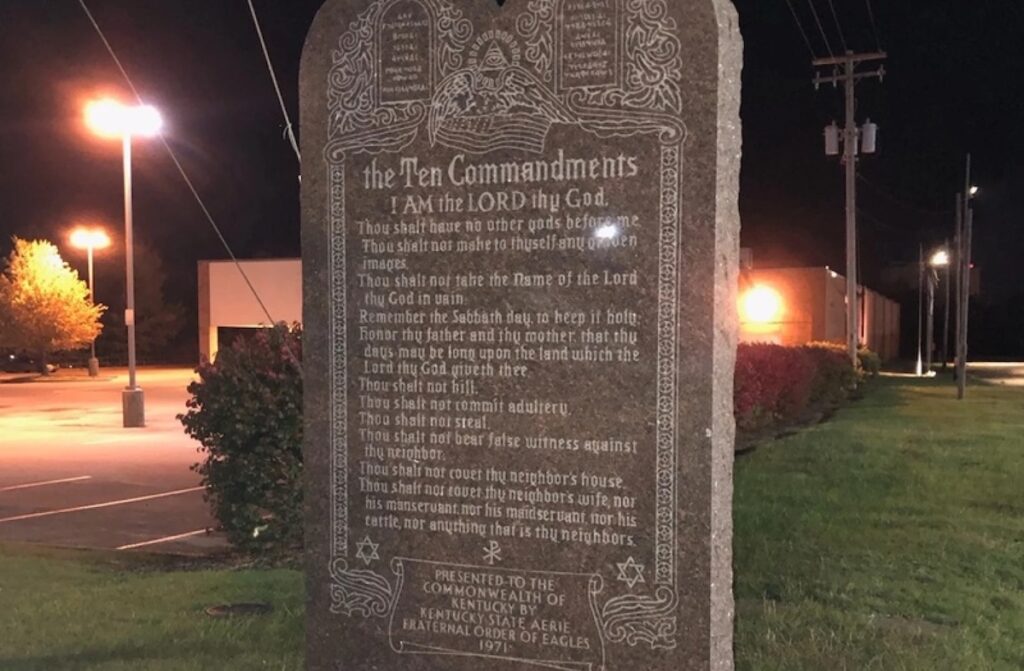 the Ten Commandments
I AM the LORD thy God.
Thou shalt have no other gods before me.
Thou shalt not make to thyself any graven
images.
Thou shalt not take the Name of the Lord
thy God in vain.
Remember the Sabbath day, to keep it holy.
Honor thy father and thy mother, that thy
days may be long upon the land which the
Lord thy God giveth thee.
Thou shalt not kill.
Thou shalt not commit adultery.
Thou shalt not steal.
Thou shalt not bear false witness against
thy neighbor.
Thou shalt not covet thy neighbor's house.
Thou shalt not covet thy neighbor's wife, nor
his manservant, nor his maidservant, nor his
cattle, nor anything that is thy neighbors.
PRESENTED TO THE
COMMONWEALTH OF
KENTUCKY BY
KENTUCKY STATE AERIE
FRATERNAL ORDER OF EAGLES
1971